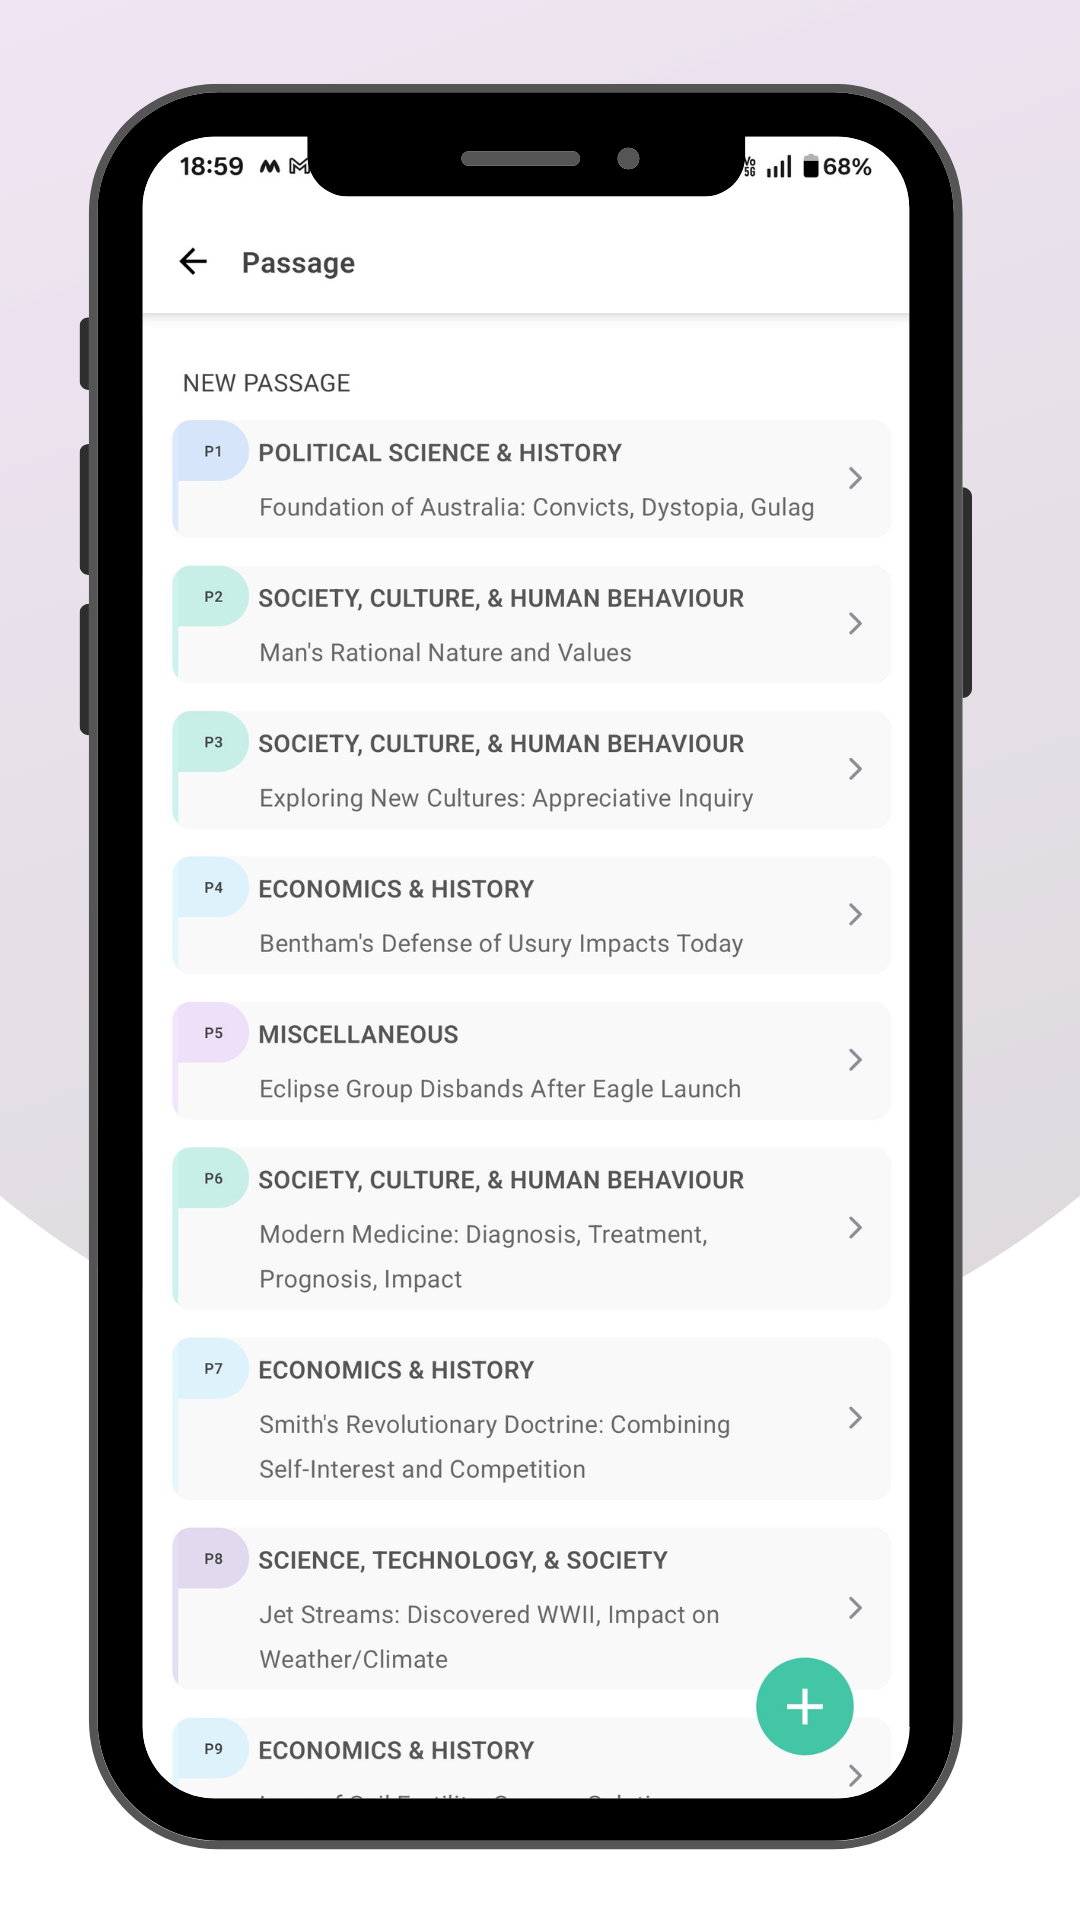 18:59
Vo
5G
68%
Passage
NEW PASSAGE
P1
POLITICAL SCIENCE & HISTORY
Foundation of Australia: Convicts, Dystopia, Gulag
P2
SOCIETY, CULTURE, & HUMAN BEHAVIOUR
Man's Rational Nature and Values
P3
SOCIETY, CULTURE, & HUMAN BEHAVIOUR
Exploring New Cultures: Appreciative Inquiry
P4
ECONOMICS & HISTORY
Bentham's Defense of Usury Impacts Today
P5
MISCELLANEOUS
Eclipse Group Disbands After Eagle Launch
P6
SOCIETY, CULTURE, & HUMAN BEHAVIOUR
Modern Medicine: Diagnosis, Treatment,
Prognosis, Impact
P7
ECONOMICS & HISTORY
Smith's Revolutionary Doctrine: Combining
Self-Interest and Competition
P8
SCIENCE, TECHNOLOGY, & SOCIETY
Jet Streams: Discovered WWII, Impact on
Weather/Climate
P9
ECONOMICS & HISTORY